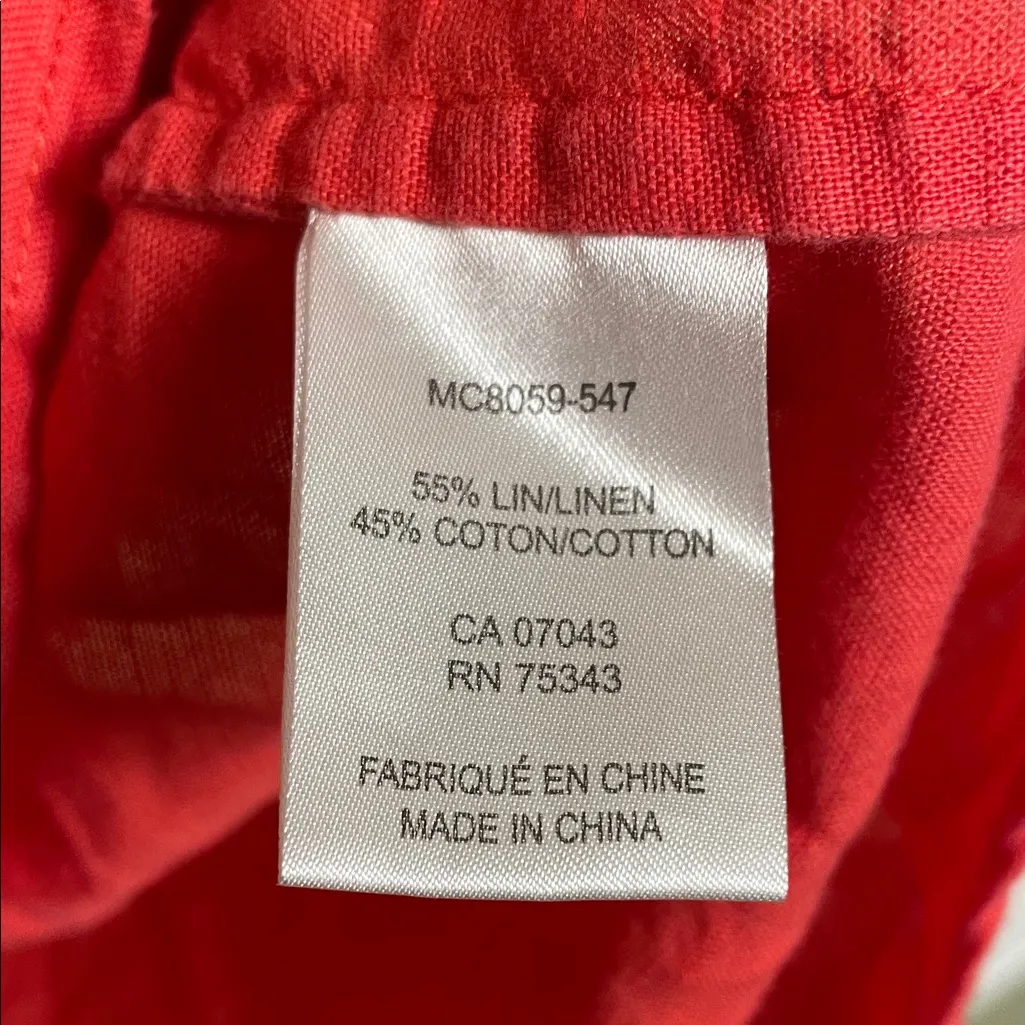 MC8059-547
55% LIN/LINEN
45% COTON/COTTON
CA 07043
RN 75343
FABRIQUÉ EN CHINE
MADE IN CHINA